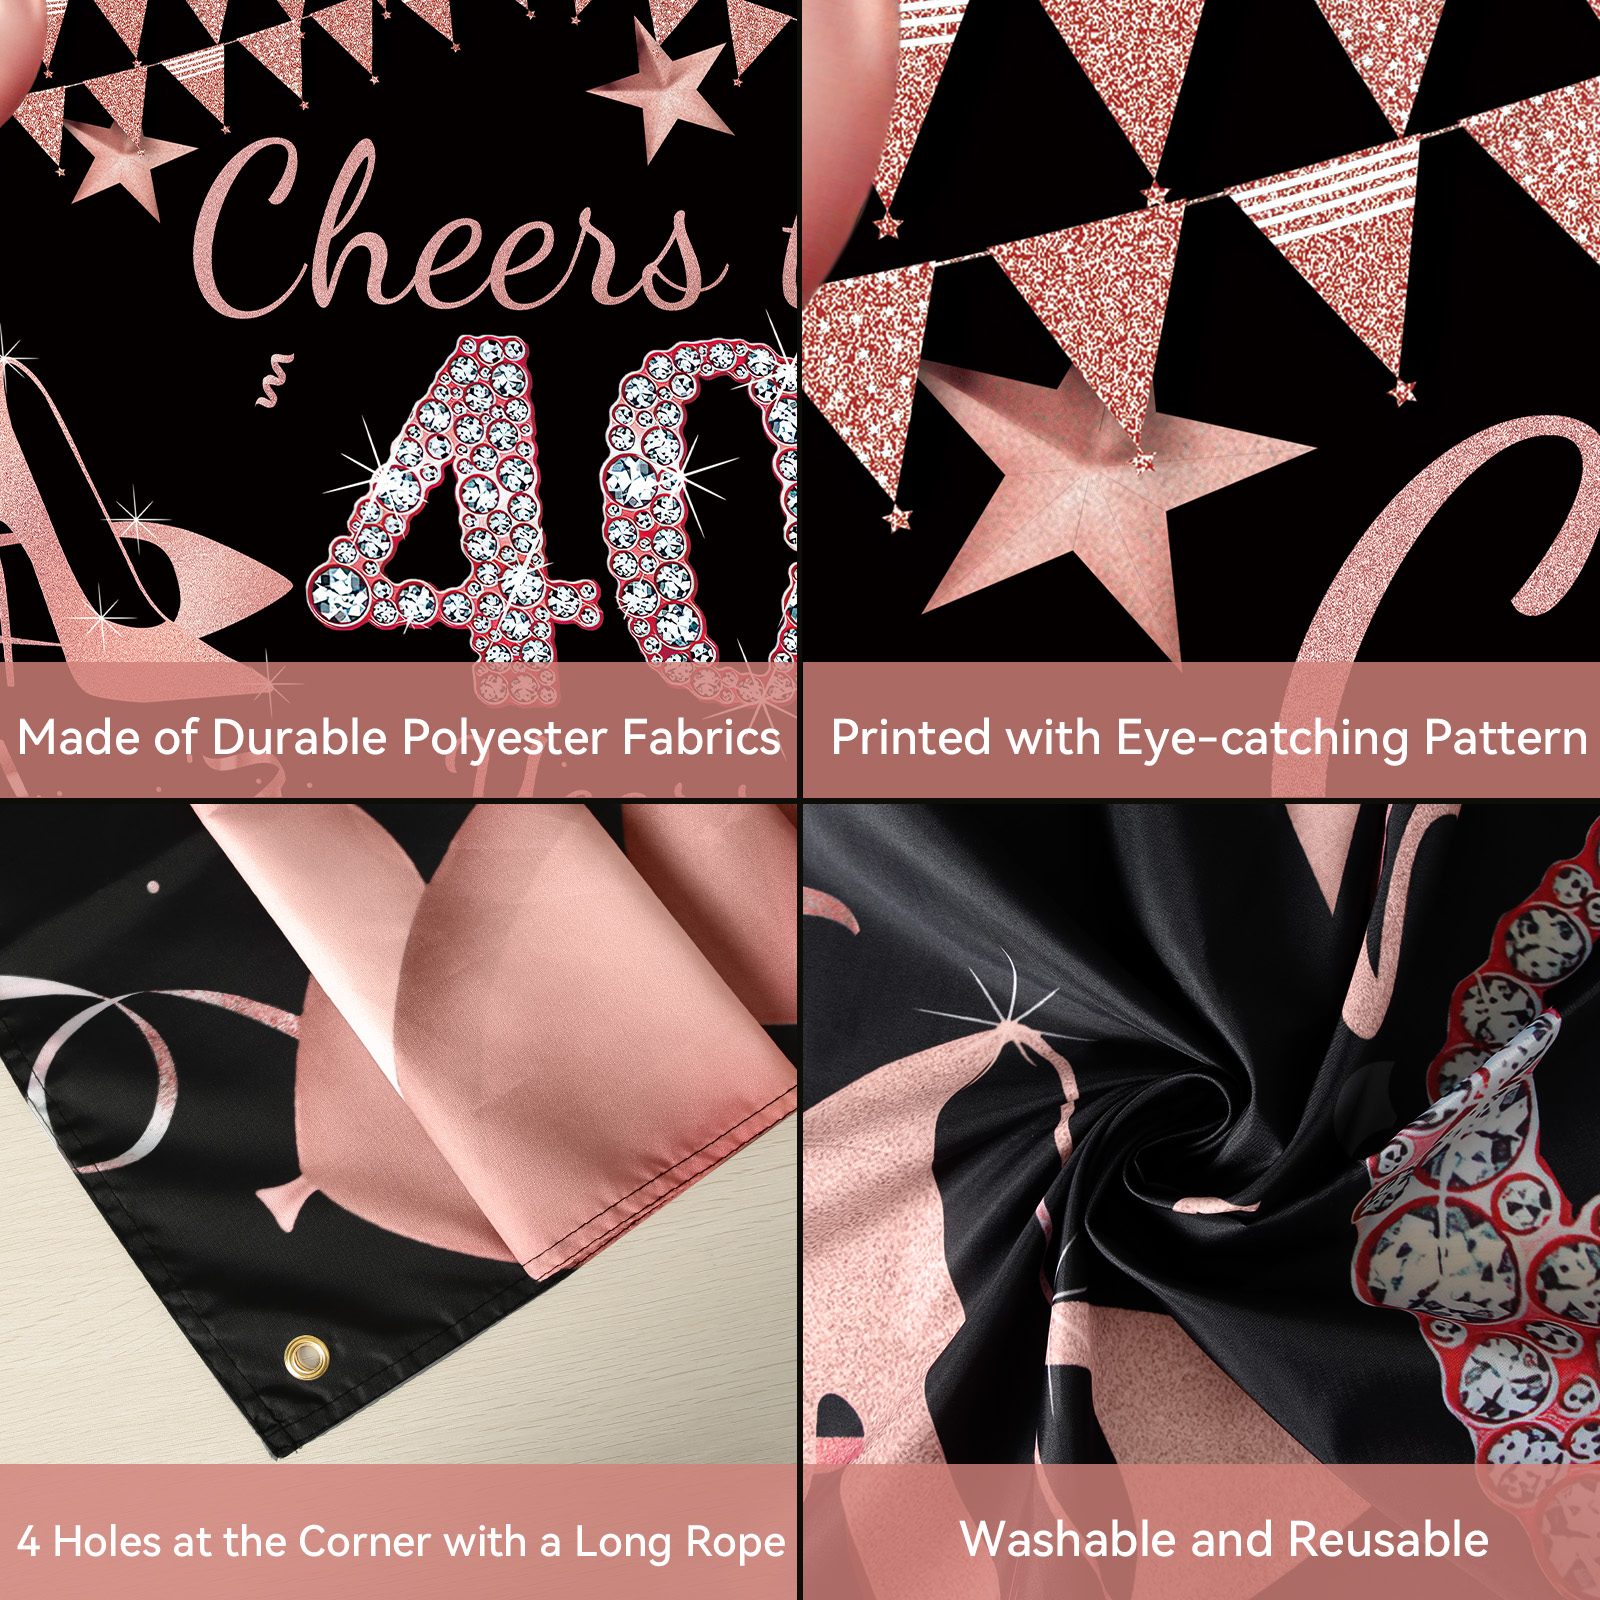 Cheers
40
Made of Durable Polyester Fabrics
Printed with Eye-catching Pattern
4 Holes at the Corner with a Long Rope
Washable and Reusable